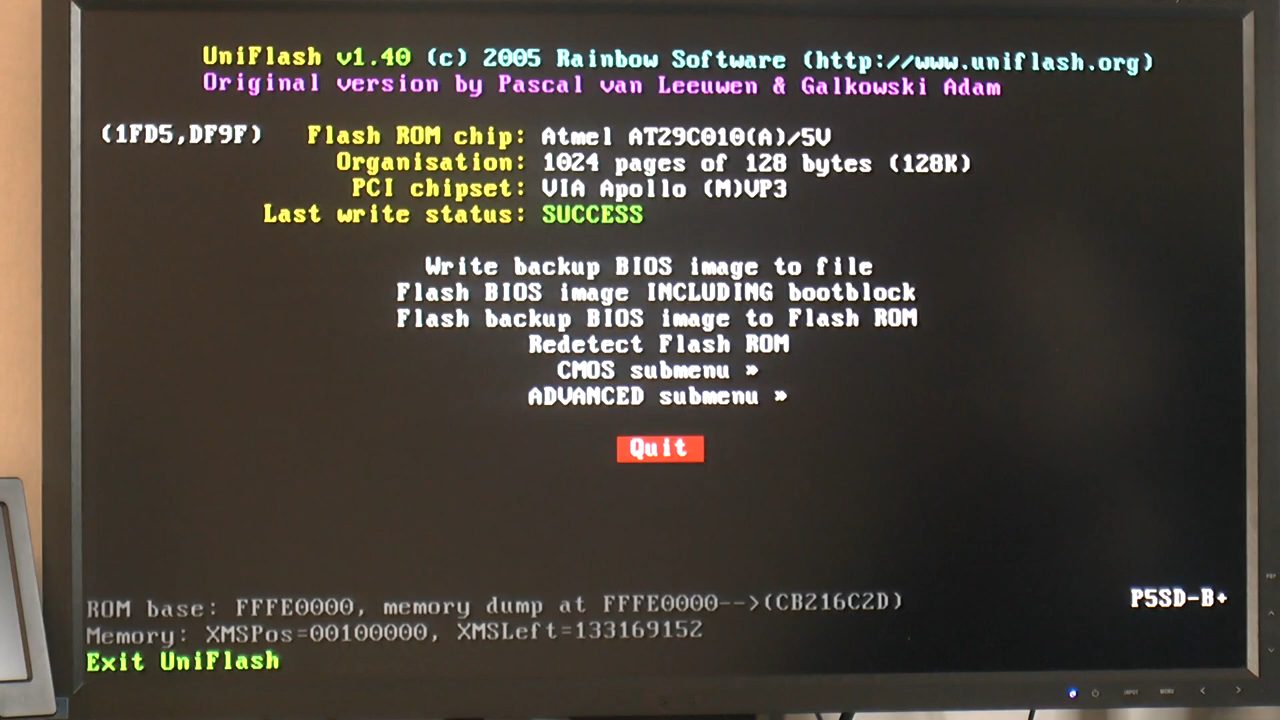 UniFlash v1.40 (c) 2005 Rainbow Software (http://www.uniflash.org)
Original version by Pascal van Leeuwen & Galkowski Adam
(1FD5,DF9F) Flash ROM chip: Atmel AT29C010(A)/5V
Organisation: 1024 pages of 128 bytes (128K)
PCI chipset: VIA Apollo (M)VP3
Last write status: SUCCESS
Write backup BIOS image to file
Flash BIOS image INCLUDING bootblock
Flash backup BIOS image to Flash ROM
Redetect Flash ROM
CMOS submenu »
ADVANCED submenu »
Quit
ROM base: FFFE0000, memory dump at FFFE0000-->(CB216C2D)
P5SD-B+
Memory: XMSPos=00100000, XMSLeft=133169152
Exit UniFlash
INPUT
MENU